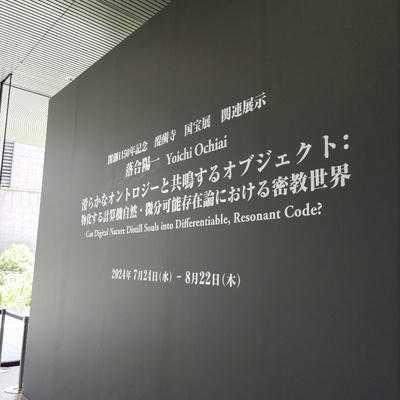 開創1150年記念 醍醐寺 国宝展 関連展示
落合陽一 Yoichi Ochiai
滑らかなオントロジーと共鳴するオブジェクト：
物化する計算機自然・微分可能存在論における密教世界
Can Digital Nature Distill Souls into Differentiable, Resonant Code?
2024年 7月24日(水) – 8月22日(木)